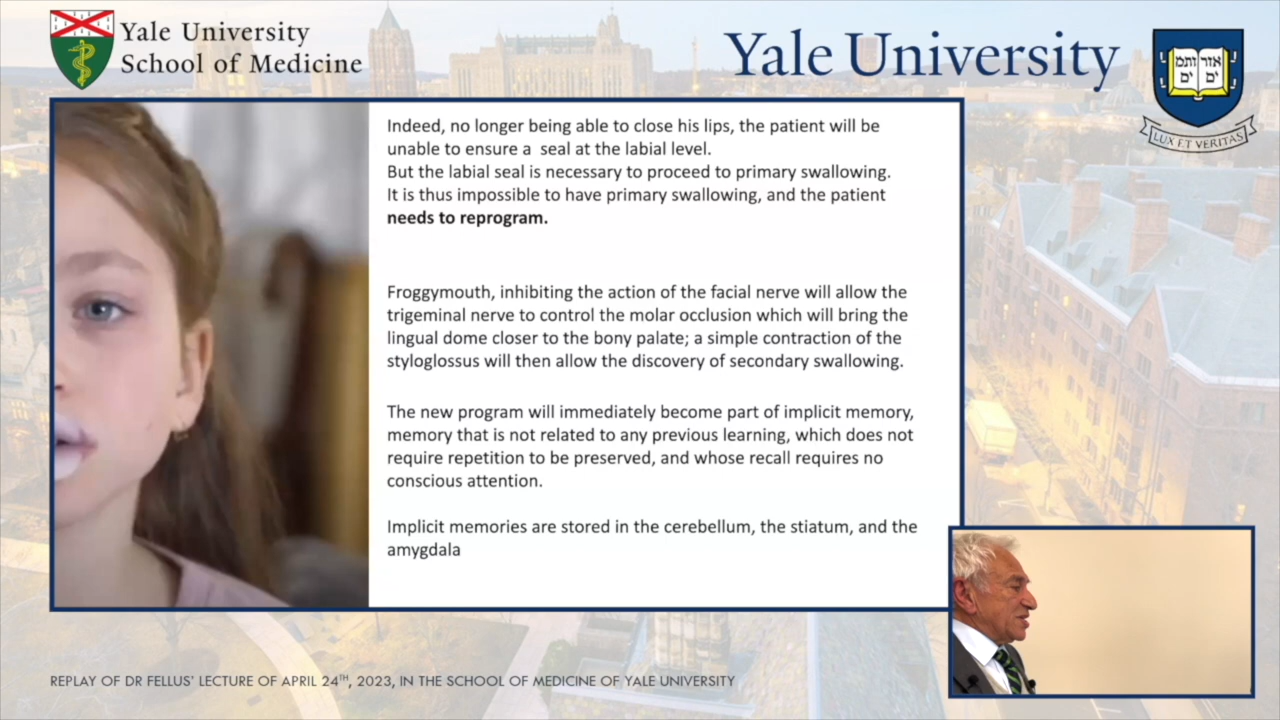 Yale University
School of Medicine
Yale University
אורים
ותמים
LUX ET VERITAS
Indeed, no longer being able to close his lips, the patient will be
unable to ensure a seal at the labial level.
But the labial seal is necessary to proceed to primary swallowing.
It is thus impossible to have primary swallowing, and the patient
needs to reprogram.
Froggymouth, inhibiting the action of the facial nerve will allow the
trigeminal nerve to control the molar occlusion which will bring the
lingual dome closer to the bony palate; a simple contraction of the
styloglossus will then allow the discovery of secondary swallowing.
The new program will immediately become part of implicit memory,
memory that is not related to any previous learning, which does not
require repetition to be preserved, and whose recall requires no
conscious attention.
Implicit memories are stored in the cerebellum, the stiatum, and the
amygdala
REPLAY OF DR FELLUS' LECTURE OF APRIL 24TH, 2023, IN THE SCHOOL OF MEDICINE OF YALE UNIVERSITY